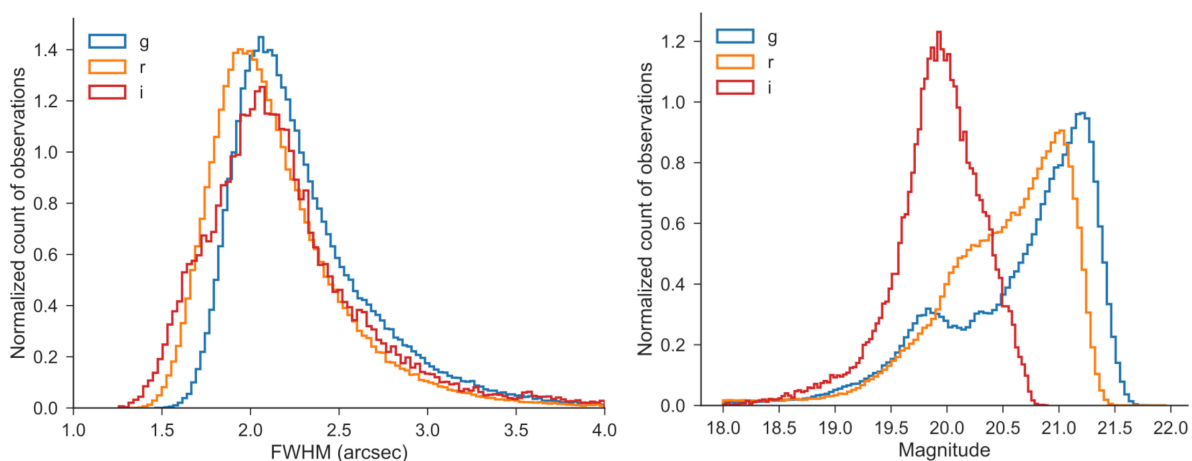 g
r
i
Normalized count of observations
1.4
1.2
1.0
0.8
0.6
0.4
0.2
0.0
1.0 1.5 2.0 2.5 3.0 3.5 4.0
FWHM (arcsec)
g
r
i
Normalized count of observations
1.2
1.0
0.8
0.6
0.4
0.2
0.0
18.0 18.5 19.0 19.5 20.0 20.5 21.0 21.5 22.0
Magnitude